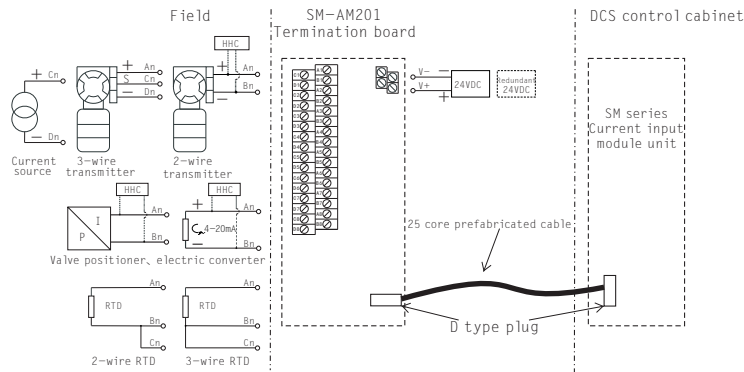 Field
SM-AM201
Termination board
DCS control cabinet
HHC
+ Cn
- Dn
Current
source
+ An
S Cn
- Dn
3-wire
transmitter
+ An
- Bn
2-wire
transmitter
HHC
An
Bn
I
P
HHC
+ An
4-20mA
- Bn
Valve positioner、electric converter
An
RTD
Bn
Cn
2-wire RTD
An
RTD
Bn
Cn
3-wire RTD
V- -
V+ +
24VDC
Redundant
24VDC
SM series
Current input
module unit
25 core prefabricated cable
D type plug